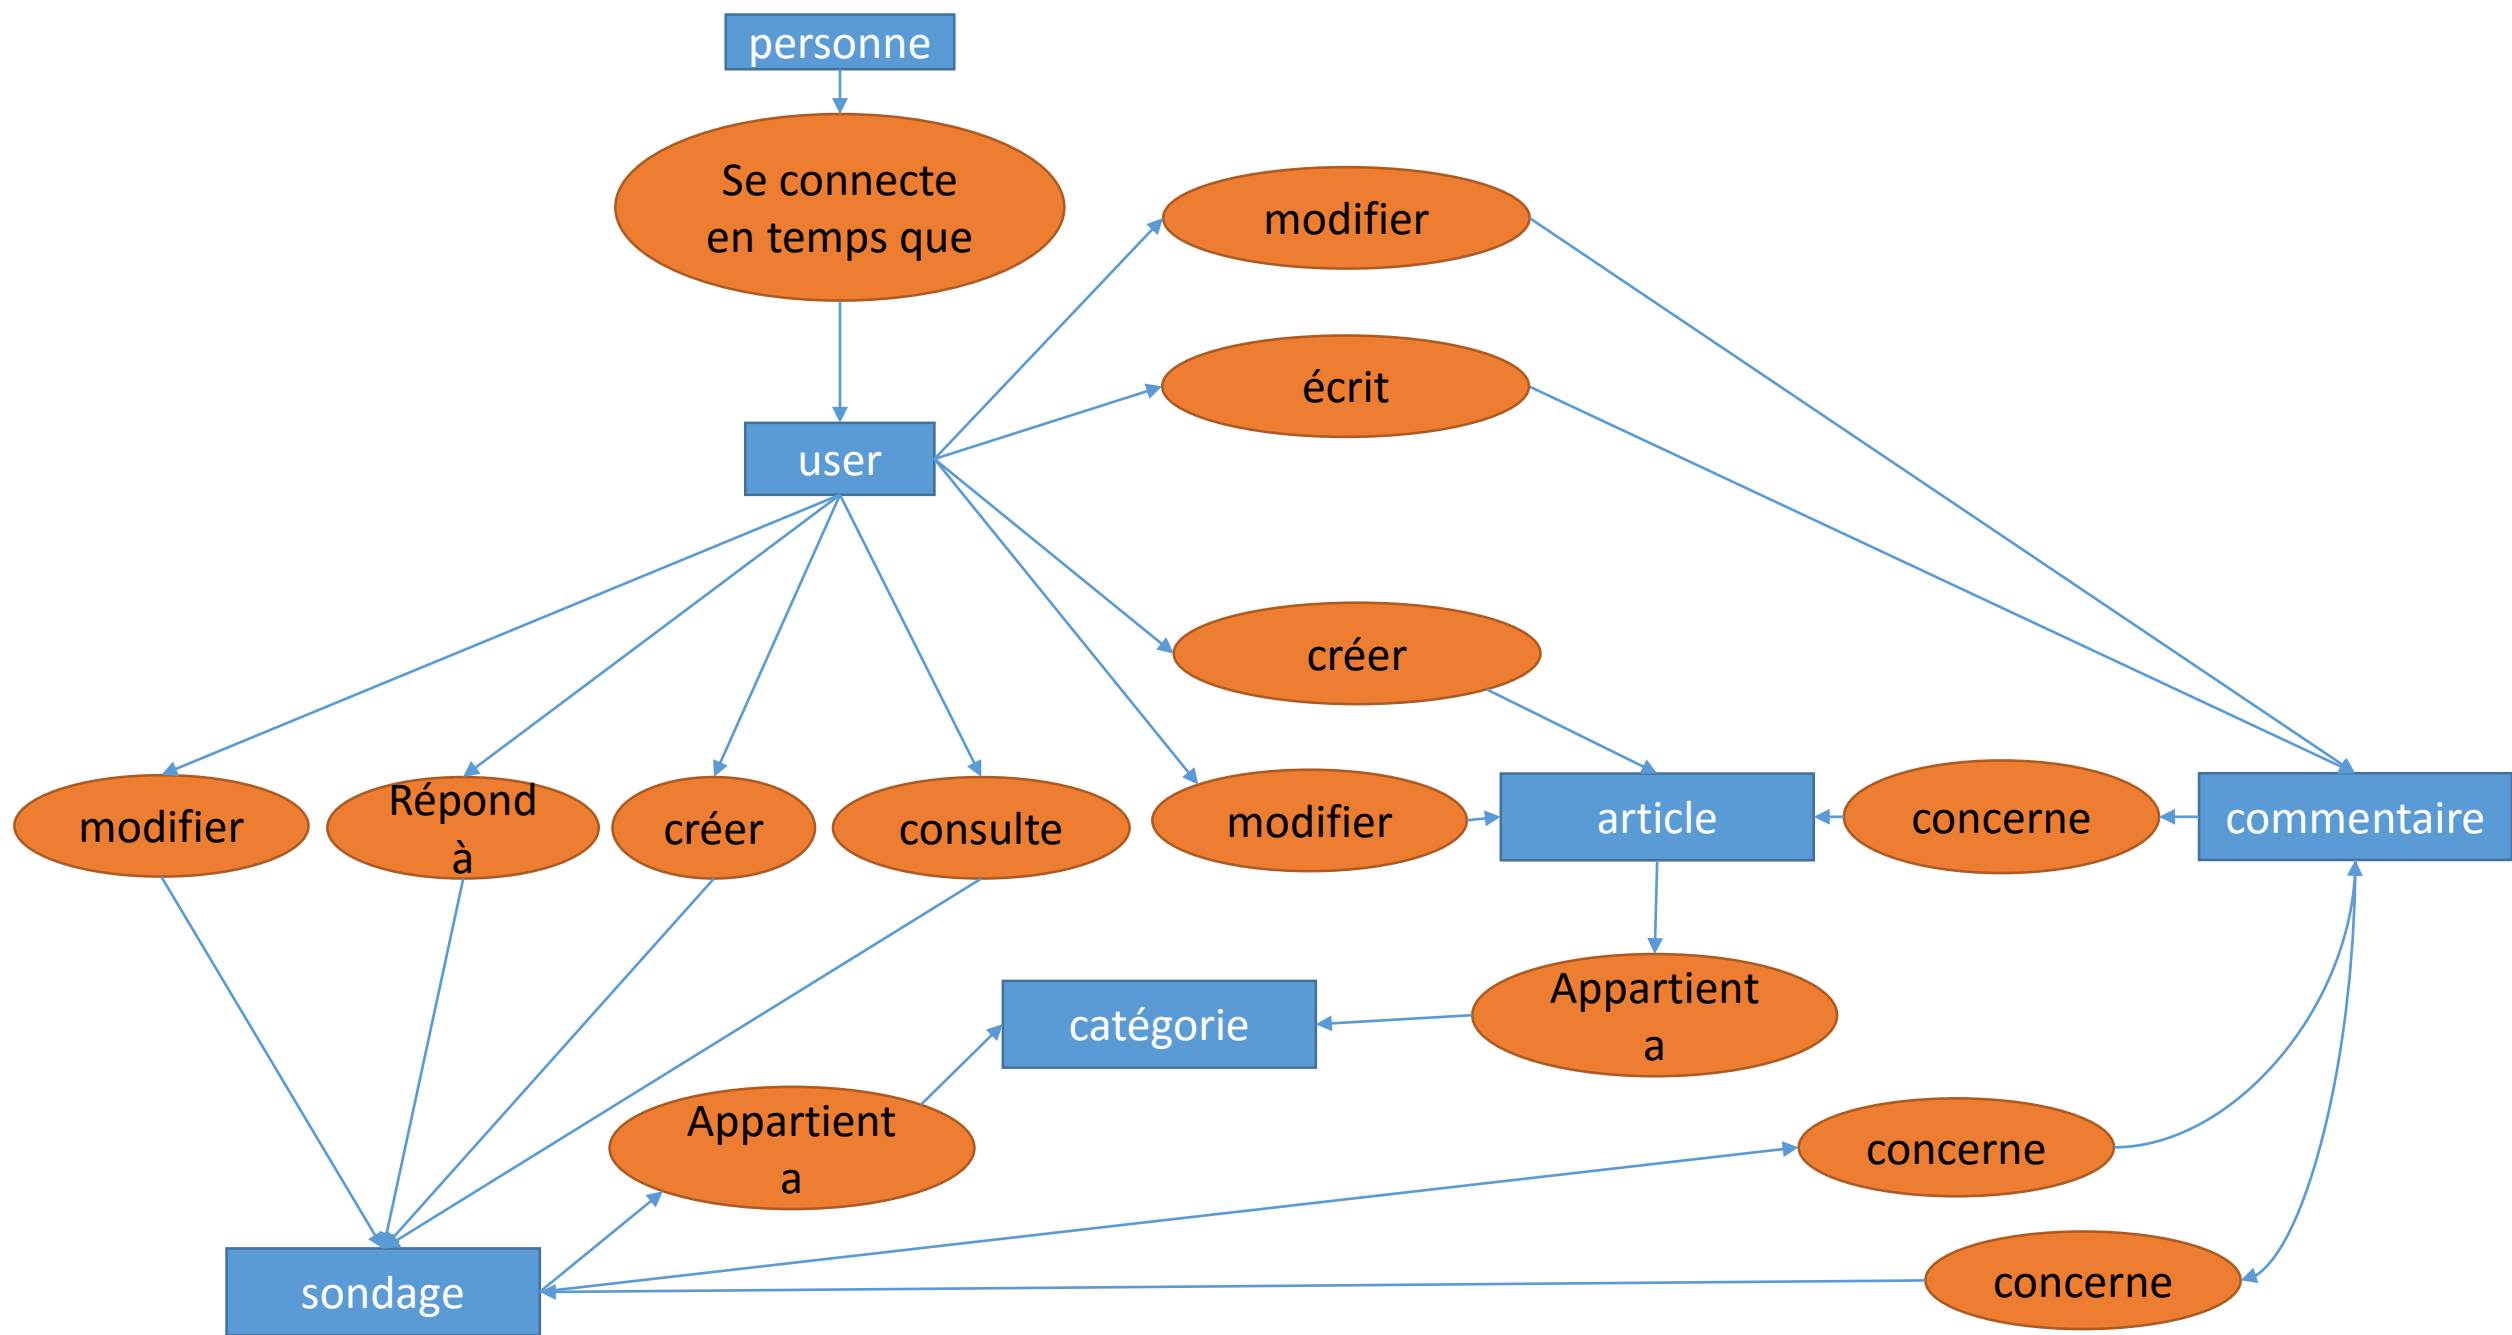 personne
Se connecte
en temps que
modifier
écrit
user
créer
modifier
Répond
à
créer
consulte
modifier
article
concerne
commentaire
catégorie
Appartient
a
Appartient
a
concerne
sondage
concerne